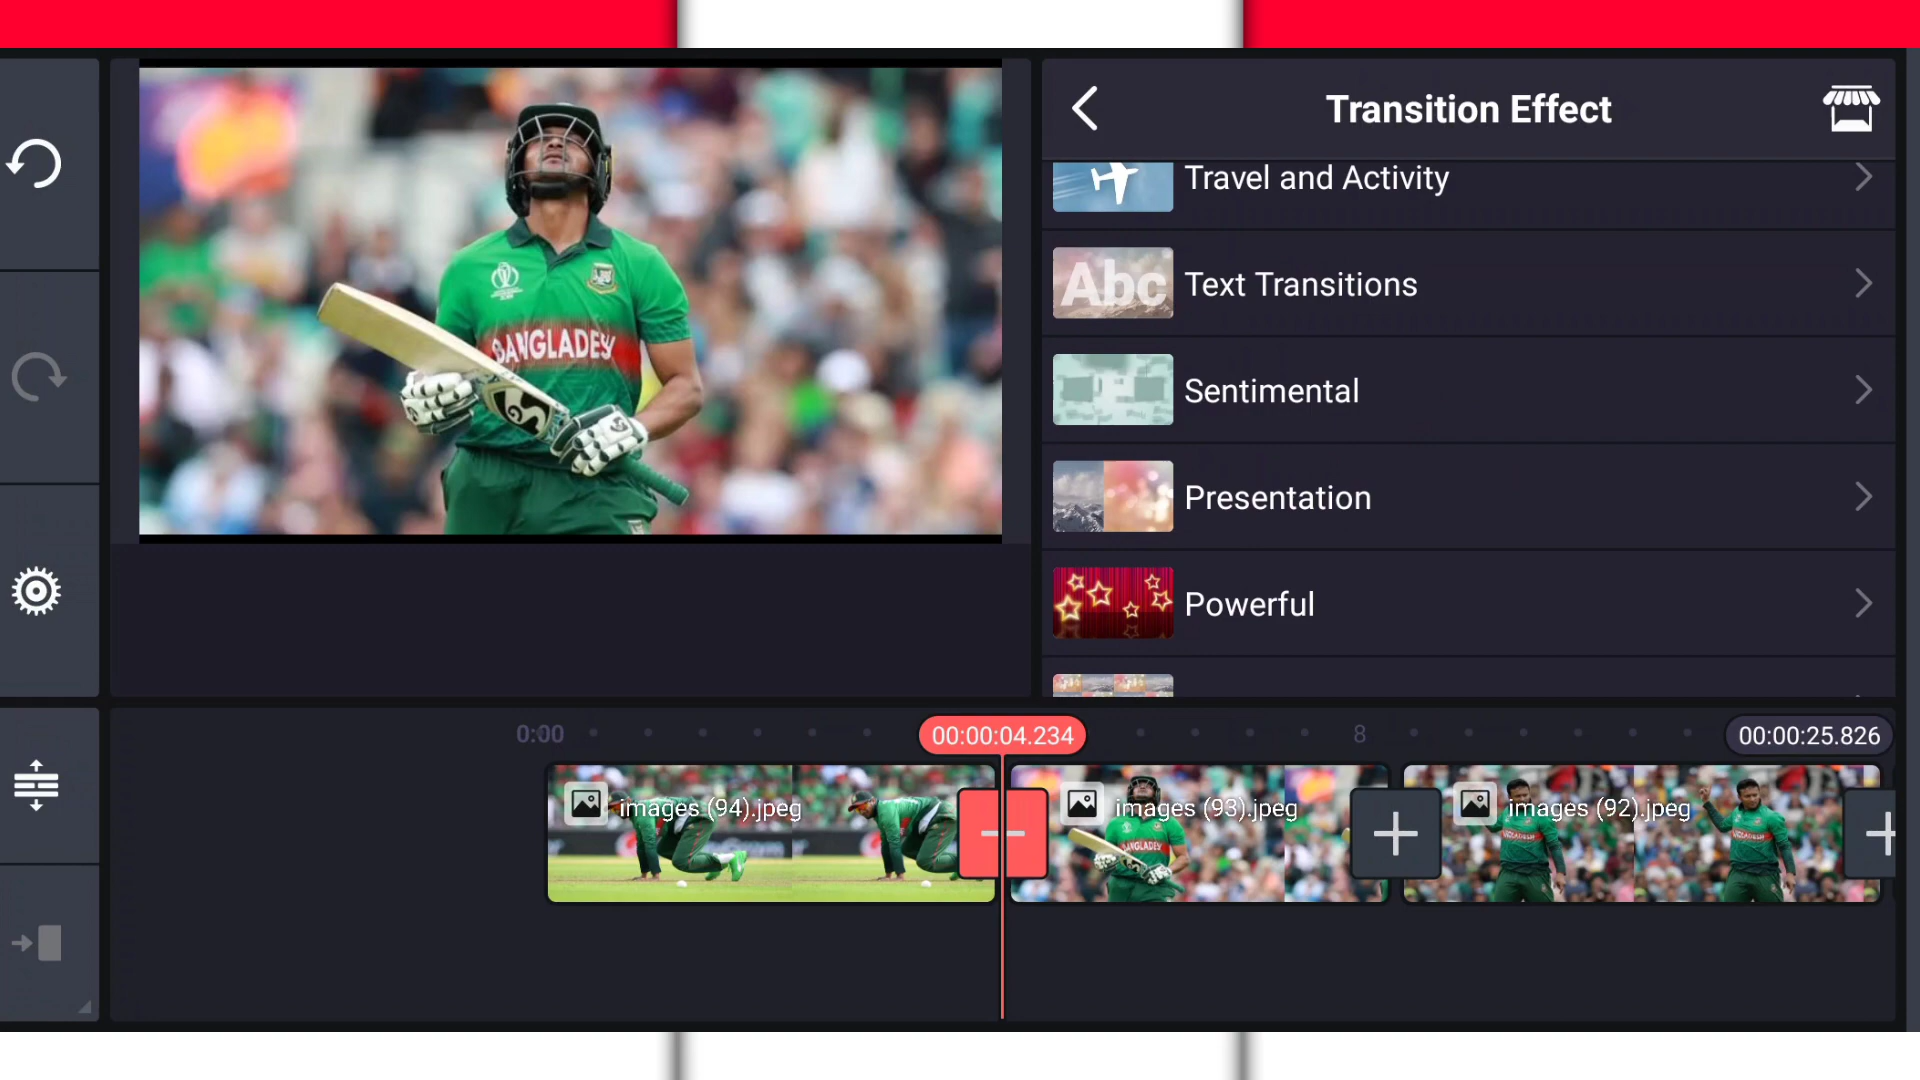 Transition Effect
Travel and Activity
Abc
Text Transitions
Sentimental
Presentation
Powerful
BANGLADESH
0:00
00:00:04.234
8
00:00:25.826
images (94).jpeg
images (93).jpeg
images (92).jpeg